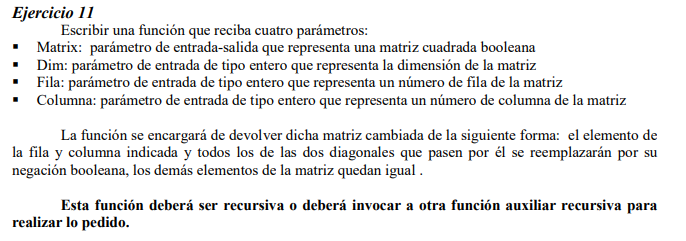 Ejercicio 11
Escribir una función que reciba cuatro parámetros:
▪ Matrix: parámetro de entrada-salida que representa una matriz cuadrada booleana
▪ Dim: parámetro de entrada de tipo entero que representa la dimensión de la matriz
▪ Fila: parámetro de entrada de tipo entero que representa un número de fila de la matriz
▪ Columna: parámetro de entrada de tipo entero que representa un número de columna de la matriz
La función se encargará de devolver dicha matriz cambiada de la siguiente forma: el elemento de
la fila y columna indicada y todos los de las dos diagonales que pasen por él se reemplazarán por su
negación booleana, los demás elementos de la matriz quedan igual .
Esta función deberá ser recursiva o deberá invocar a otra función auxiliar recursiva para
realizar lo pedido.